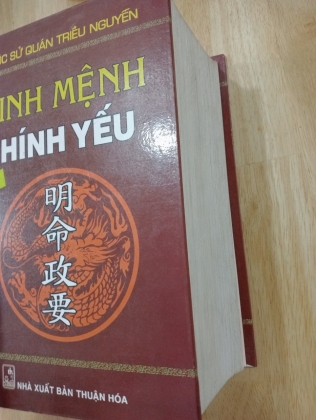 ỐC SỬ QUÁN TRIỀU NGUYỄN
INH MỆNH
HÍNH YẾU
明命政要
NHÀ XUẤT BẢN THUẬN HÓA